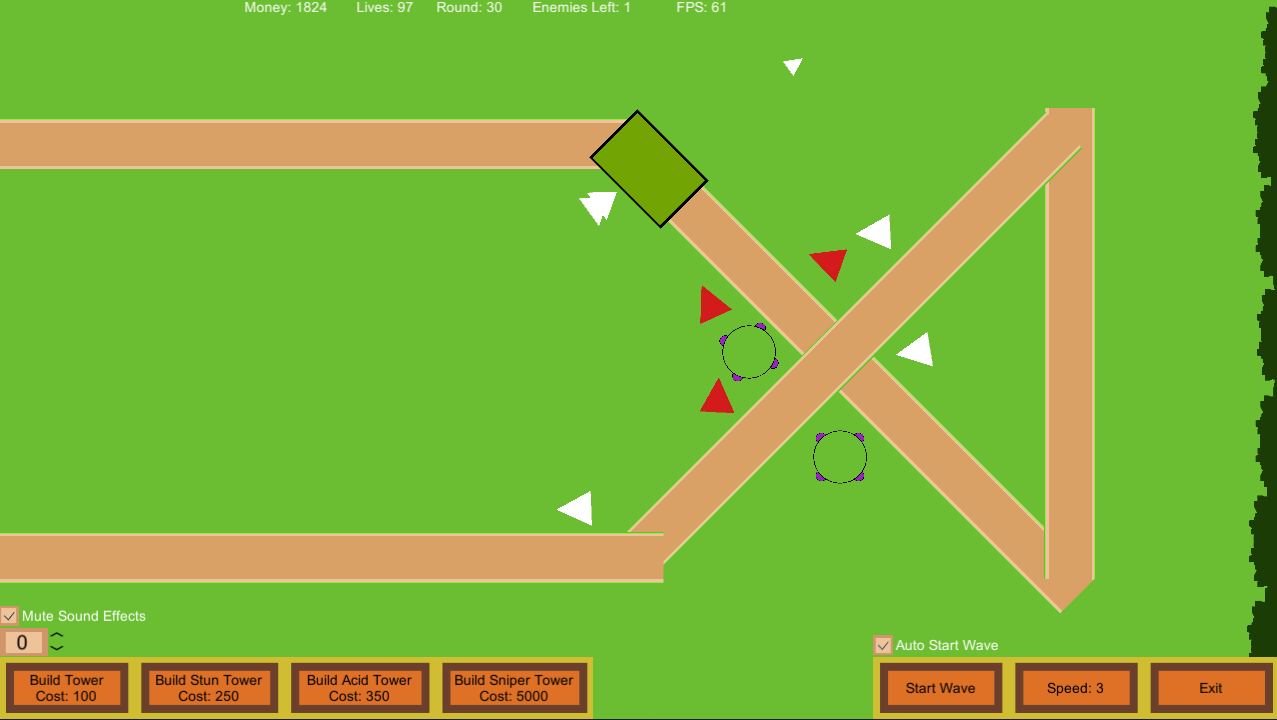 Money: 1824 Lives: 97 Round: 30 Enemies Left: 1 FPS: 61
Mute Sound Effects
0
Auto Start Wave
Build Tower
Cost: 100
Build Stun Tower
Cost: 250
Build Acid Tower
Cost: 350
Build Sniper Tower
Cost: 5000
Start Wave
Speed: 3
Exit